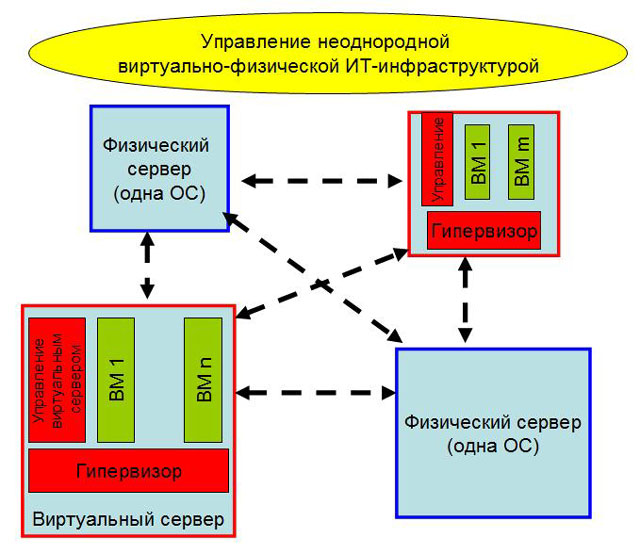 Управление неоднородной
виртуально-физической ИТ-инфраструктурой
Физический
сервер
(одна ОС)
Управление
ВМ 1
ВМ m
Гипервизор
Управление
виртуальным
сервером
ВМ 1
ВМ n
Гипервизор
Виртуальный сервер
Физический сервер
(одна ОС)